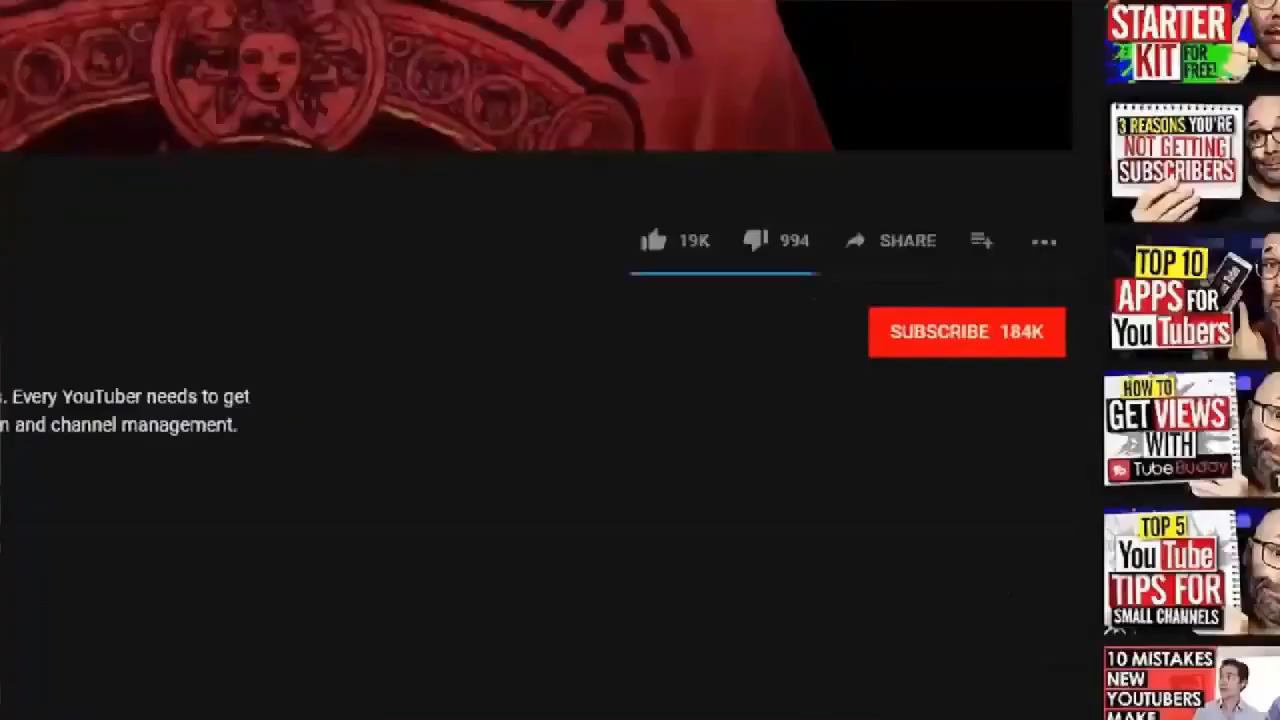 STARTER
KIT FOR FREE!
3 REASONS YOU'RE
NOT GETTING
SUBSCRIBERS
19K 994 SHARE
TOP 10
APPS FOR
YouTubers
SUBSCRIBE 184K
. Every YouTuber needs to get
n and channel management.
HOW TO
GET VIEWS
WITH
TubeBuddy
TOP 5
YouTube
TIPS FOR
SMALL CHANNELS
10 MISTAKES
NEW
YOUTUBERS
MAKE